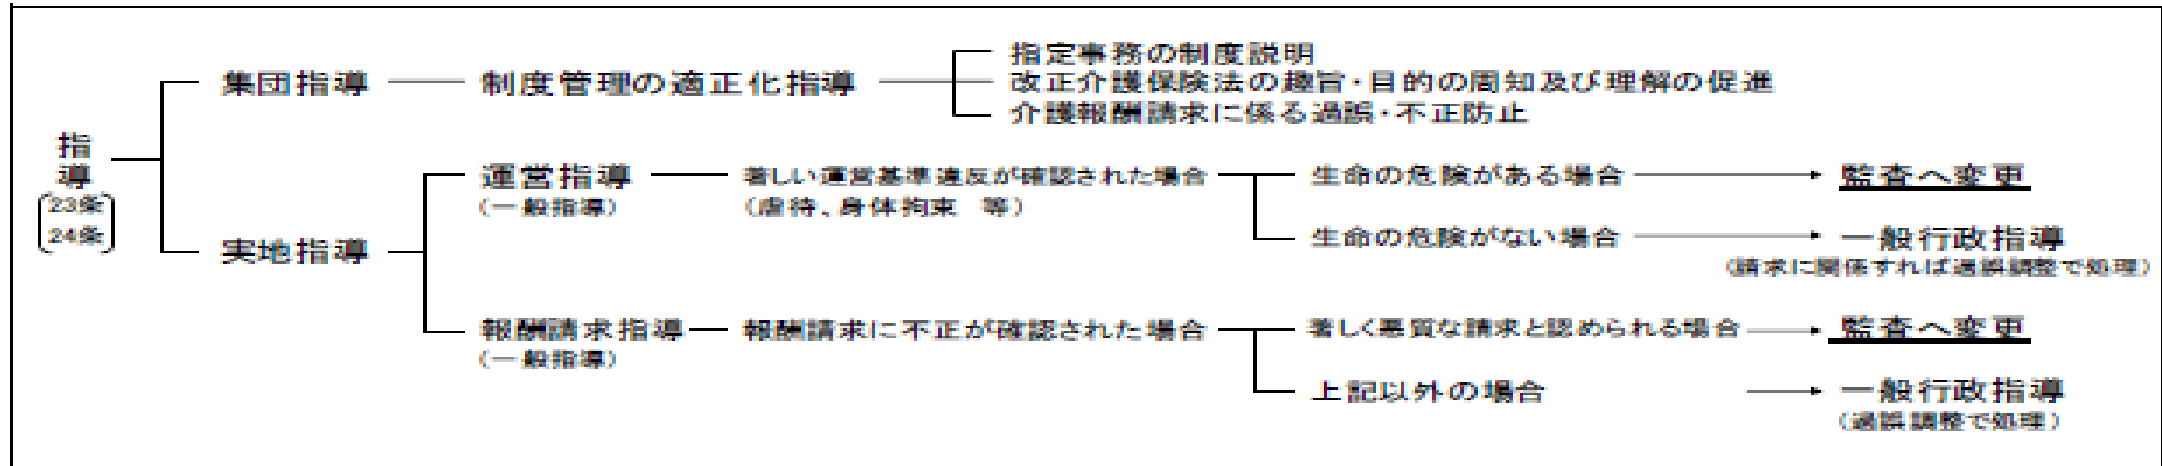 指定事務の制度説明
集団指導 制度管理の適正化指導 改正介護保険法の趣旨・目的の周知及び理解の促進
介護報酬請求に係る過誤・不正防止
指導
23条
24条
運営指導 著しい運営基準違反が確認された場合 生命の危険がある場合 監査へ変更
(一般指導) (虐待、身体拘束 等)
実地指導 生命の危険がない場合 一般行政指導
(請求に関係すれば過誤調整で処理)
報酬請求指導 報酬請求に不正が確認された場合 著しく悪質な請求と認められる場合 監査へ変更
(一般指導)
上記以外の場合 一般行政指導
(過誤調整で処理)